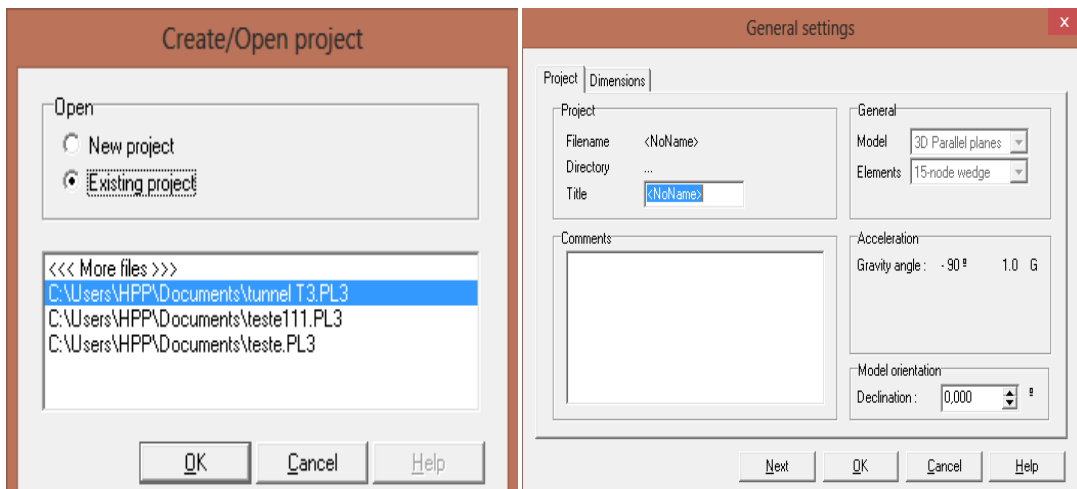 Create/Open project
Open
New project
Existing project
<<< More files >>>
C:\Users\HPP\Documents\tunnel T3.PL3
C:\Users\HPP\Documents\teste111.PL3
C:\Users\HPP\Documents\teste.PL3
OK
Cancel
Help
General settings
x
Project
Dimensions
Project
Filename <NoName>
Directory ...
Title <NoName>
General
Model 3D Parallel planes
Elements 15-node wedge
Comments
Acceleration
Gravity angle : - 90 º 1.0 G
Model orientation
Declination : 0,000 º
Next
OK
Cancel
Help